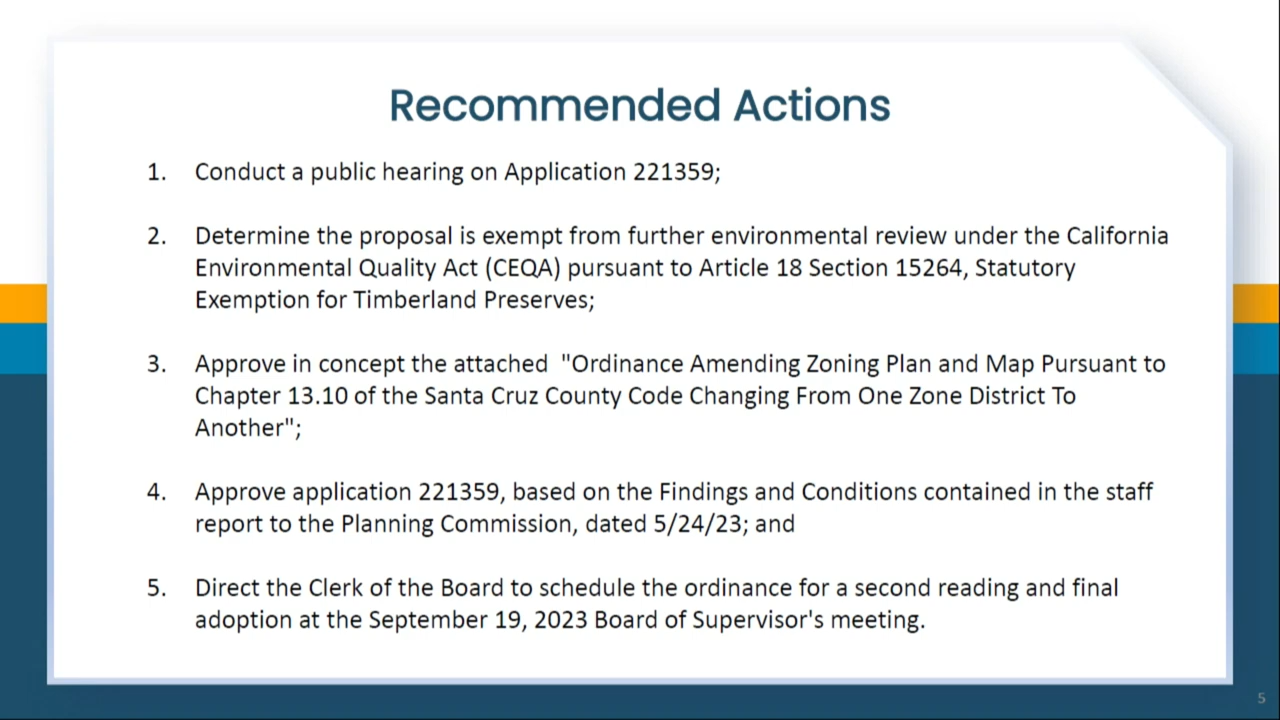 Recommended Actions
1. Conduct a public hearing on Application 221359;
2. Determine the proposal is exempt from further environmental review under the California
Environmental Quality Act (CEQA) pursuant to Article 18 Section 15264, Statutory
Exemption for Timberland Preserves;
3. Approve in concept the attached  "Ordinance Amending Zoning Plan and Map Pursuant to
Chapter 13.10 of the Santa Cruz County Code Changing From One Zone District To
Another";
4. Approve application 221359, based on the Findings and Conditions contained in the staff
report to the Planning Commission, dated 5/24/23; and
5. Direct the Clerk of the Board to schedule the ordinance for a second reading and final
adoption at the September 19, 2023 Board of Supervisor's meeting.
5